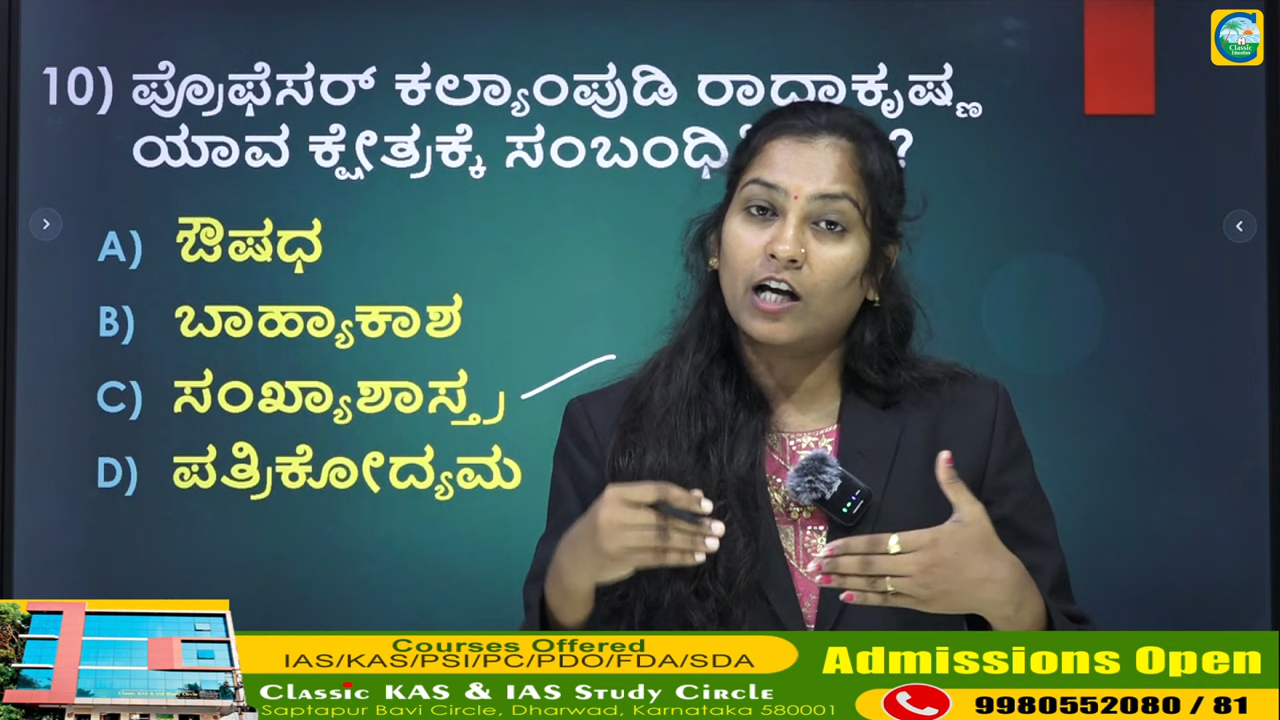 10) ಪ್ರೊಫೆಸರ್ ಕಲ್ಯಾಂಪುಡಿ ರಾಧಾಕೃಷ್ಣ
ಯಾವ ಕ್ಷೇತ್ರಕ್ಕೆ ?
A) ಔಷಧ
B) ಬಾಹ್ಯಾಕಾಶ
C) ಸಂಖ್ಯಾಶಾಸ್ತ್ರ
D) ಪತ್ರಿಕೋದ್ಯಮ
Classic
Education
Courses Offered
IAS/KAS/PSI/PC/PDO/FDA/SDA
Classic KAS & IAS Study Circle
Saptapur Bavi Circle, Dharwad, Karnataka 580001
Admissions Open
9980552080 / 81